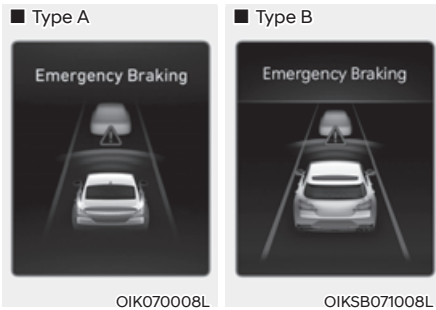 ■ Type A
Emergency Braking
OIK070008L
■ Type B
Emergency Braking
OIKSB071008L